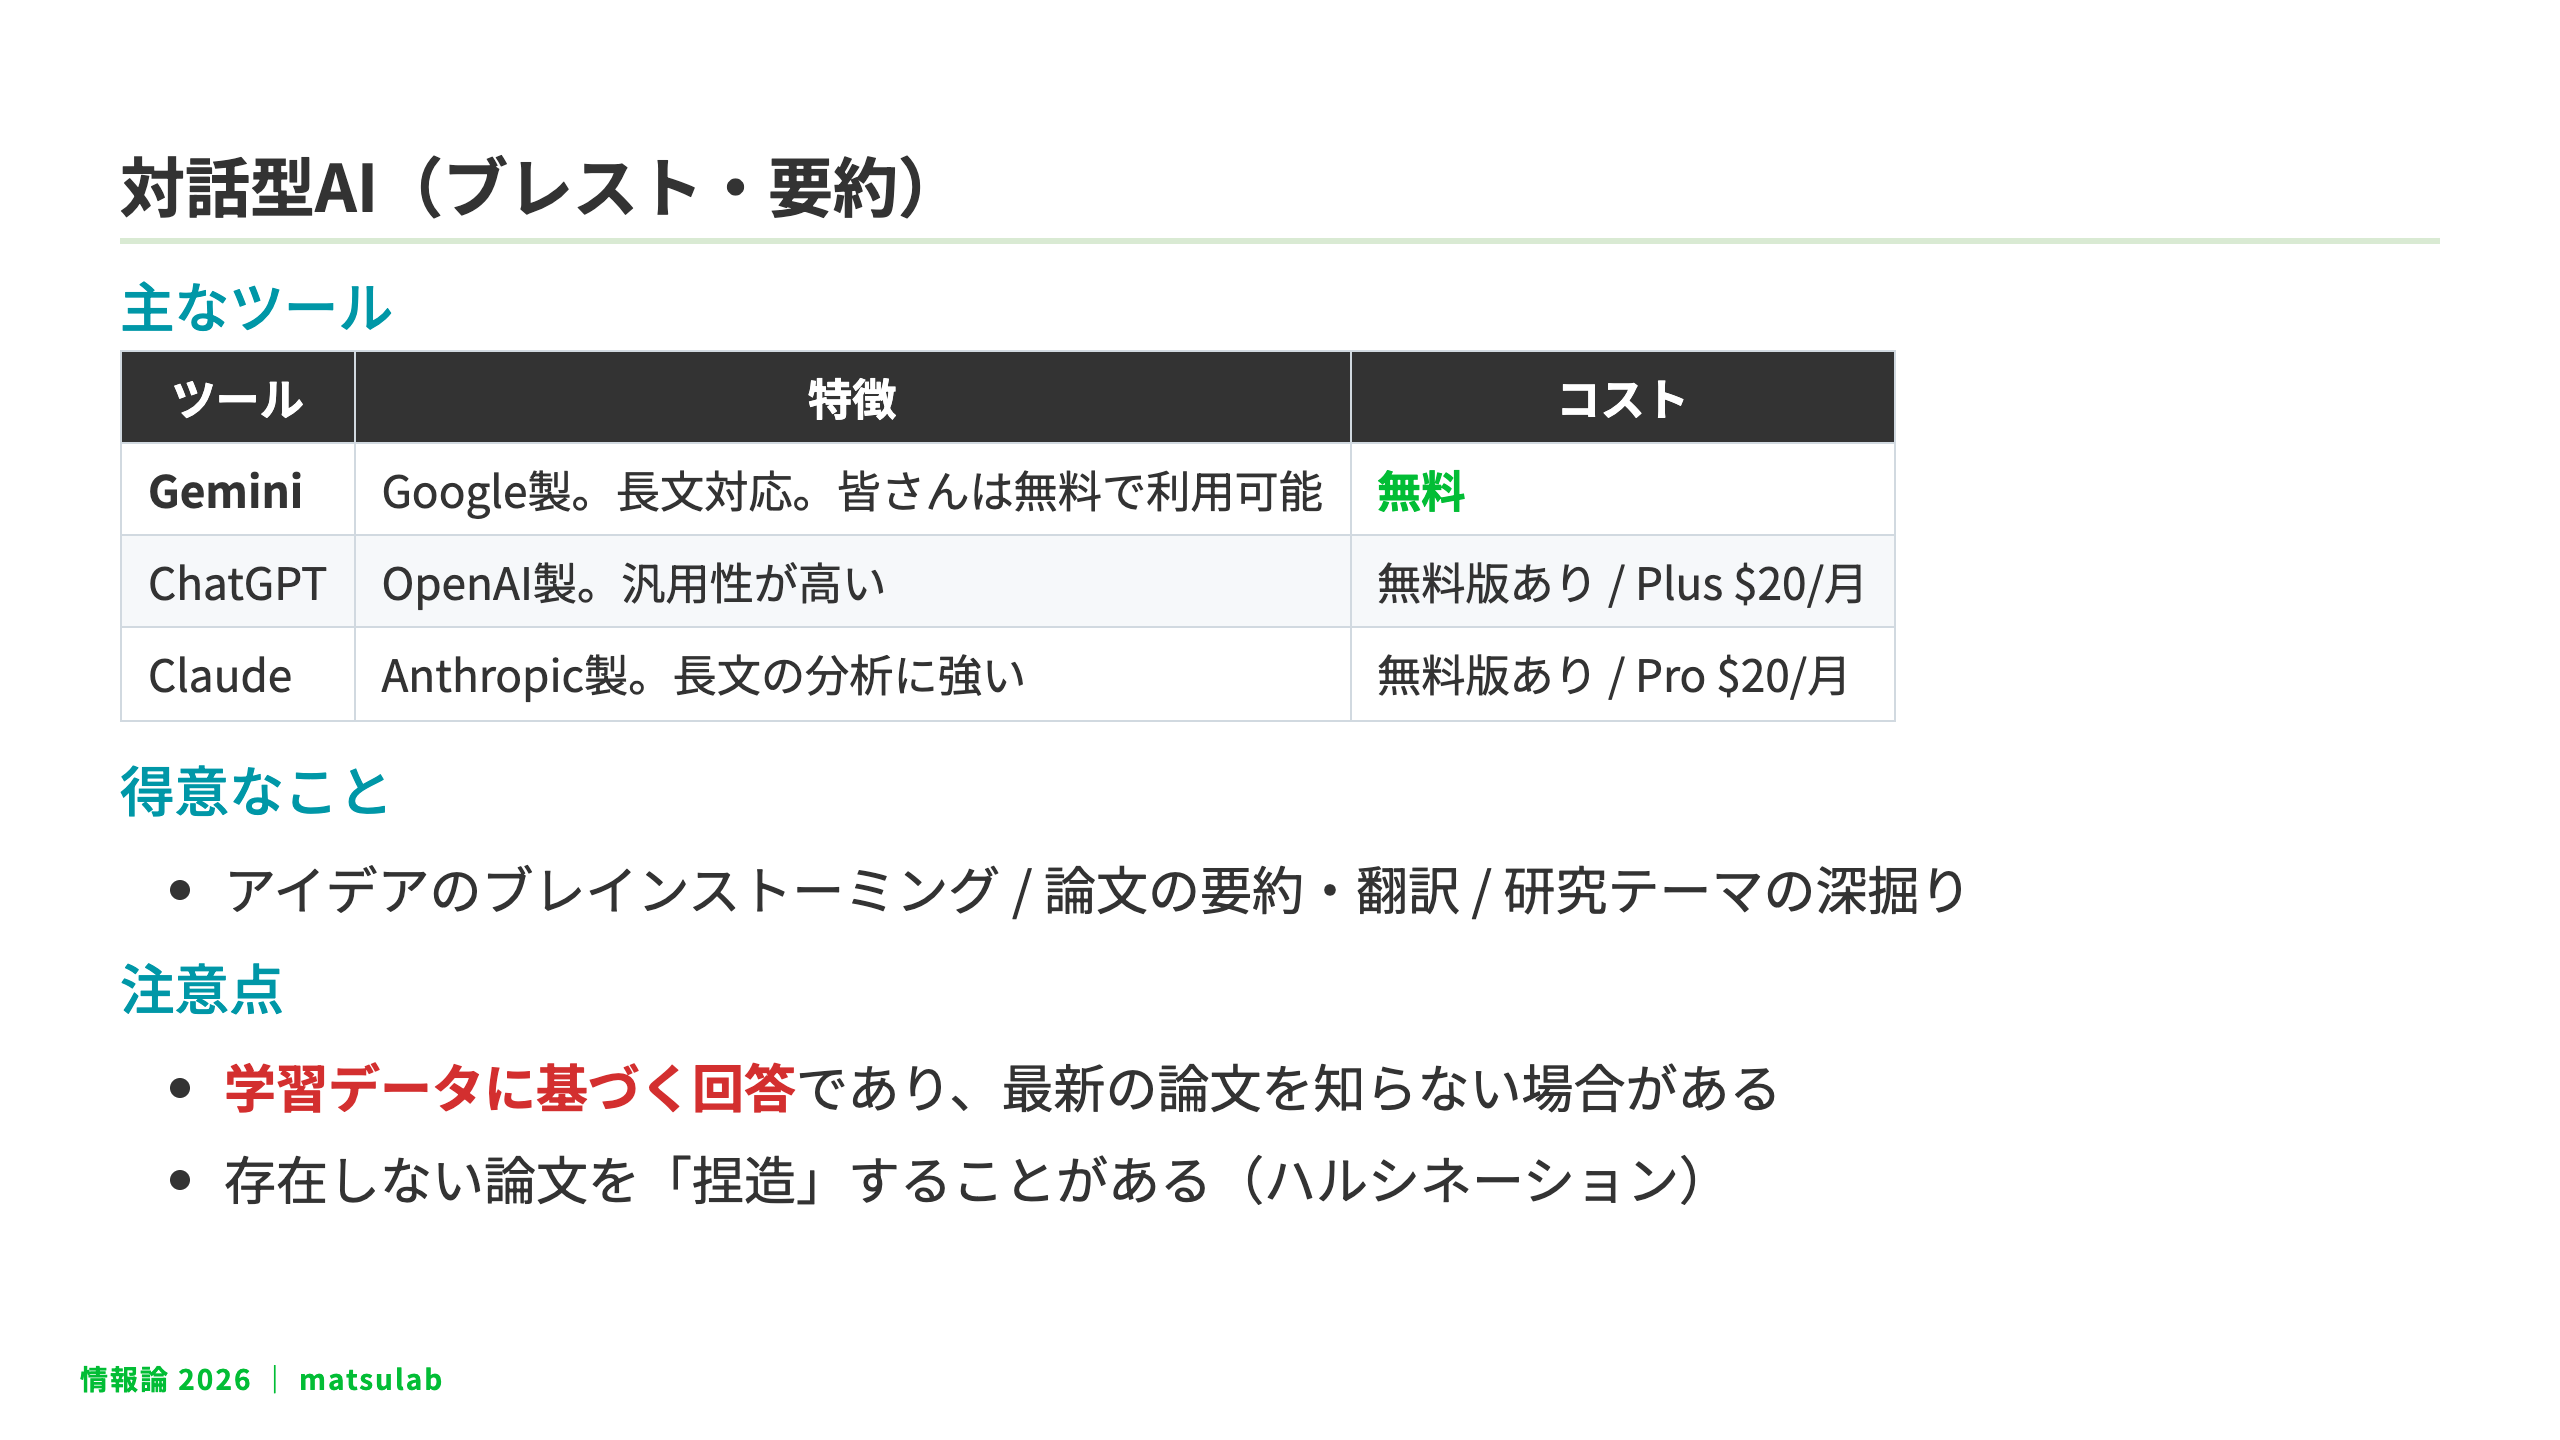 対話型AI（ブレスト・要約）
主なツール
ツール 特徴 コスト
Gemini Google製。長文対応。皆さんは無料で利用可能 無料
ChatGPT OpenAI製。汎用性が高い 無料版あり / Plus $20/月
Claude Anthropic製。長文の分析に強い 無料版あり / Pro $20/月
得意なこと
• アイデアのブレインストーミング / 論文の要約・翻訳 / 研究テーマの深掘り
注意点
• 学習データに基づく回答であり、最新の論文を知らない場合がある
• 存在しない論文を「捏造」することがある（ハルシネーション）
情報論 2026 ｜ matsulab